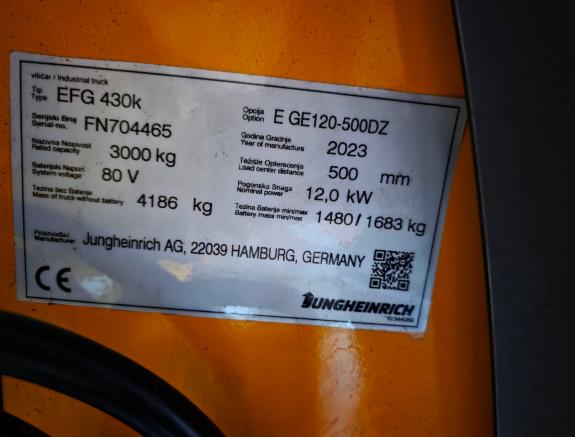 viličar / Industrial truck
Tip
Type EFG 430k
Opcija
Option E GE120-500DZ
Serijski Broj
Serial-no. FN704465
Godina Gradnje
Year of manufacture 2023
Nazivna Nosivost
Rated capacity 3000 kg
Težište Opterećenja
Load center distance 500 mm
Baterijski Napon
System voltage 80 V
Pogonska Snaga
Nominal power 12,0 kW
Tezina bez Baterije
Mass of truck without battery 4186 kg
Tezina Baterije min/max
Battery mass min/max 1480 / 1683 kg
Proizvođač
Manufacturer Jungheinrich AG, 22039 HAMBURG, GERMANY
CE
JUNGHEINRICH